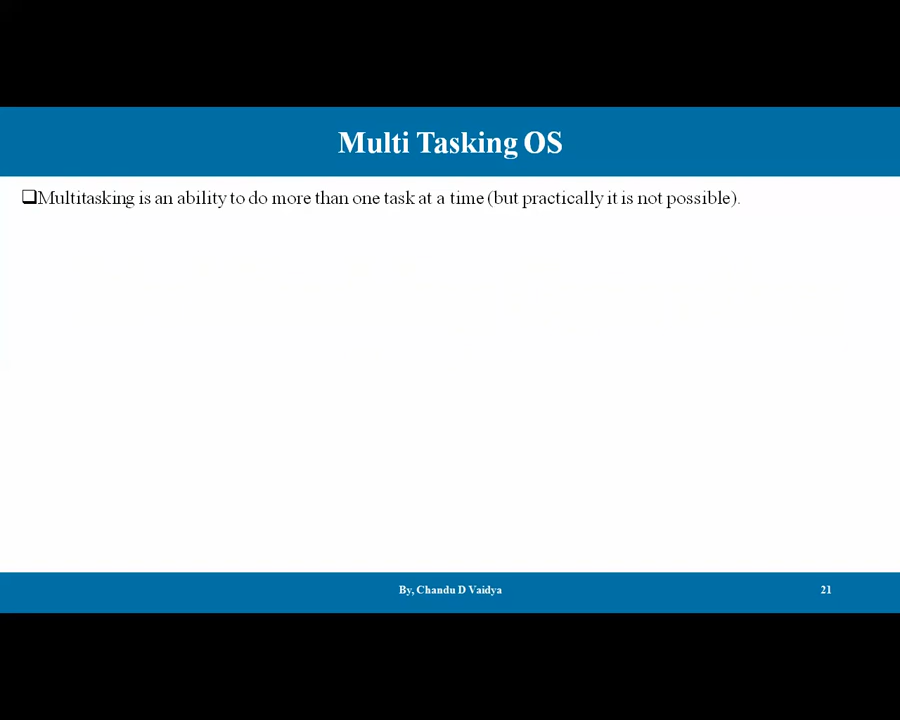 Multi Tasking OS
❑Multitasking is an ability to do more than one task at a time (but practically it is not possible).
By, Chandu D Vaidya
21